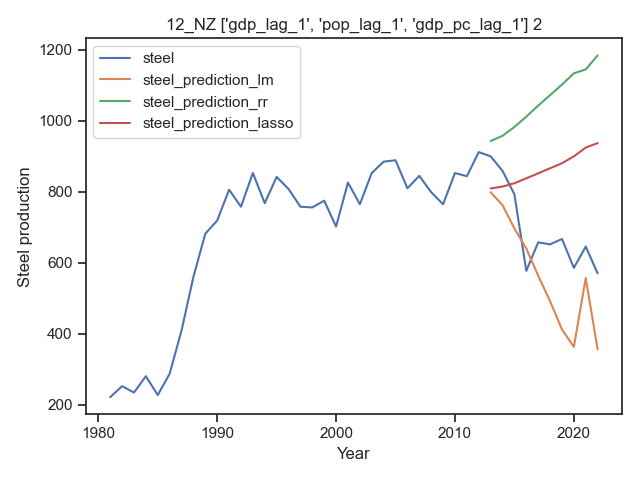 12_NZ ['gdp_lag_1', 'pop_lag_1', 'gdp_pc_lag_1'] 2
steel
steel_prediction_lm
steel_prediction_rr
steel_prediction_lasso
Steel production
1200
1000
800
600
400
200
1980
1990
2000
2010
2020
Year